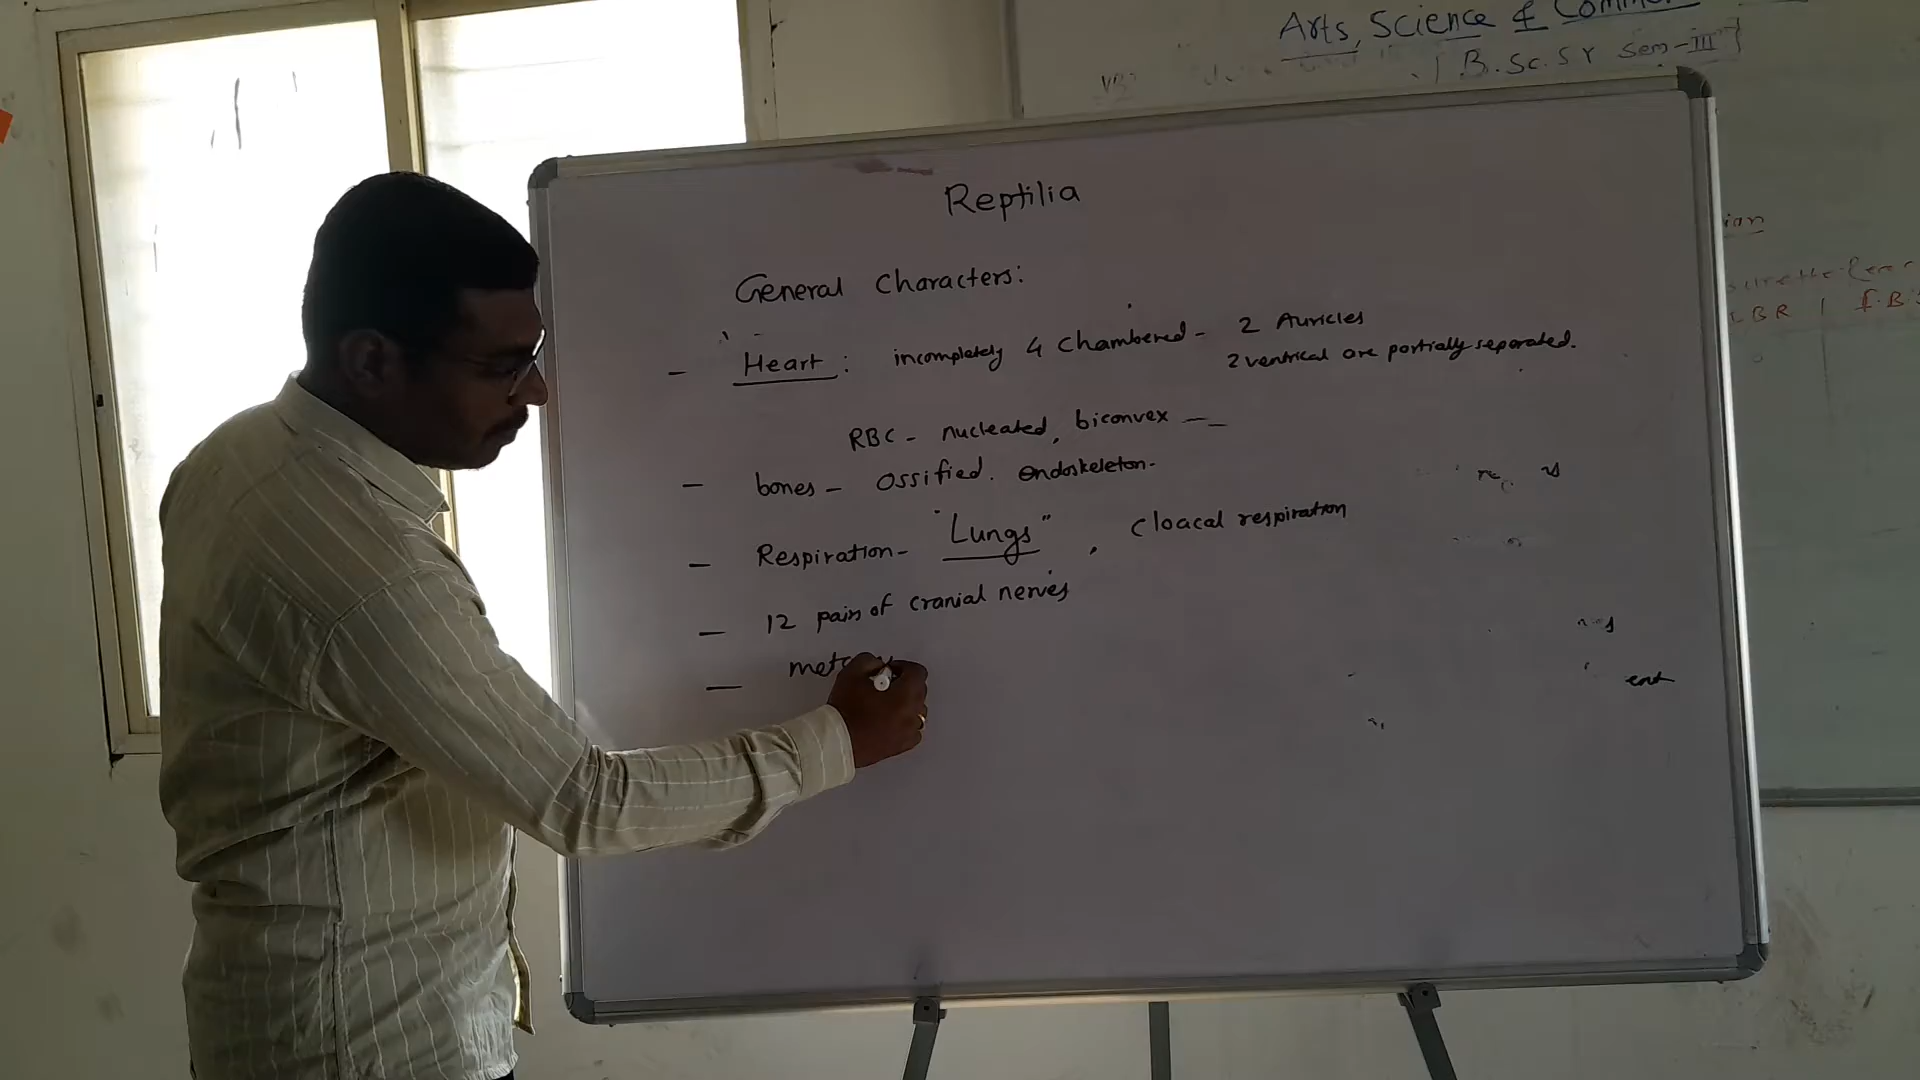 Arts, Science & Comm
B.Sc. SY Sem-III
Reptilia
General Characters:
- Heart : incompletely 4 chambered - 2 Auricles
2 ventrical are partially separated.
RBC - nucleated, biconvex --
- bones - Ossified. endoskeleton.
- Respiration - "Lungs", Cloacal respiration
- 12 pairs of cranial nerves
- met